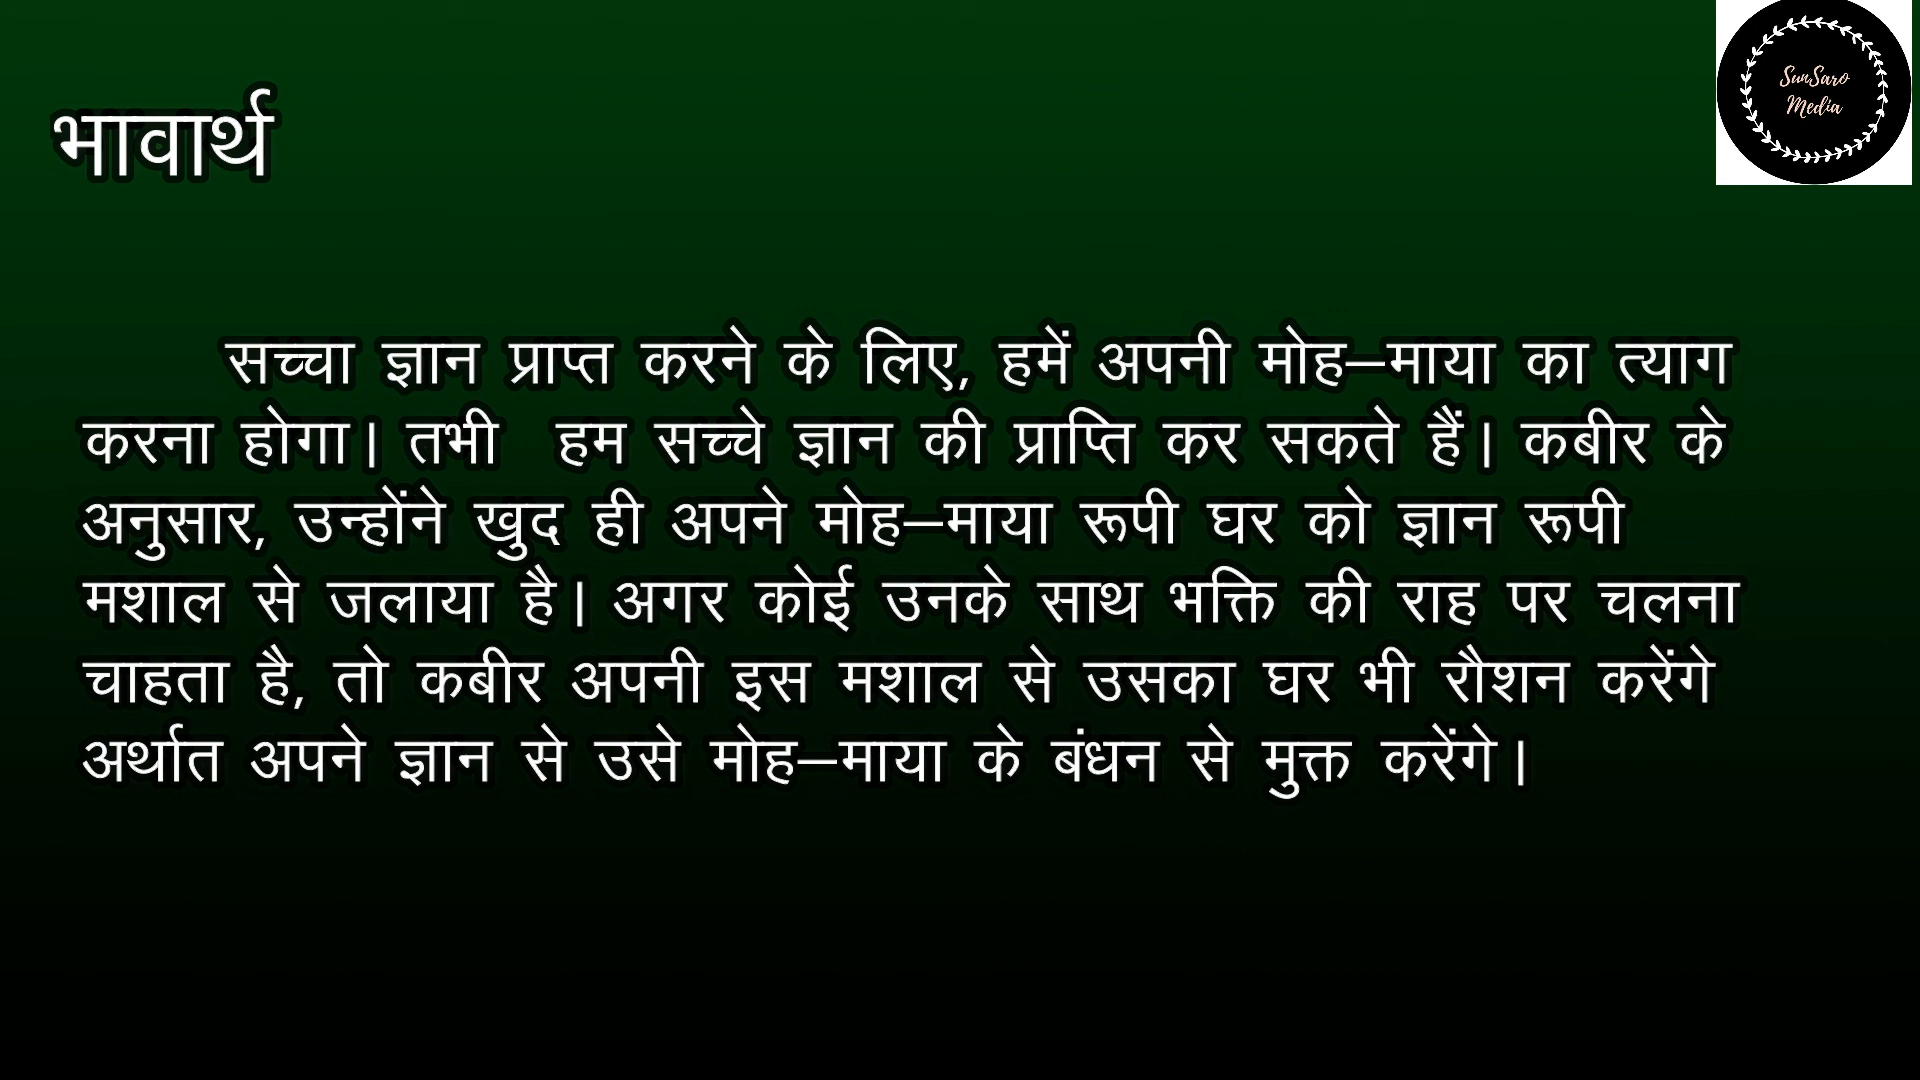 SunSaro
Media
भावार्थ
सच्चा ज्ञान प्राप्त करने के लिए, हमें अपनी मोह–माया का त्याग
करना होगा। तभी हम सच्चे ज्ञान की प्राप्ति कर सकते हैं। कबीर के
अनुसार, उन्होंने खुद ही अपने मोह–माया रूपी घर को ज्ञान रूपी
मशाल से जलाया है। अगर कोई उनके साथ भक्ति की राह पर चलना
चाहता है, तो कबीर अपनी इस मशाल से उसका घर भी रौशन करेंगे
अर्थात अपने ज्ञान से उसे मोह–माया के बंधन से मुक्त करेंगे।